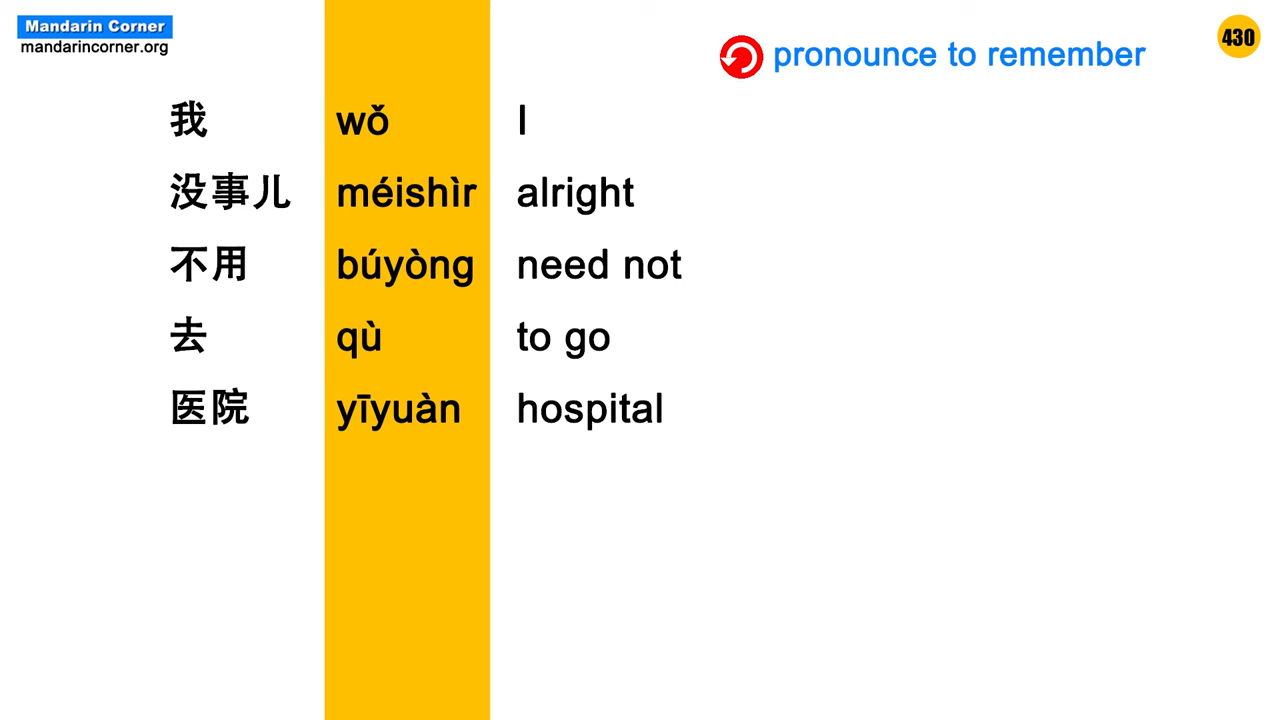 Mandarin Corner
mandarincorner.org
pronounce to remember
430
我 wǒ I
没事儿 méishìr alright
不用 búyòng need not
去 qù to go
医院 yīyuàn hospital